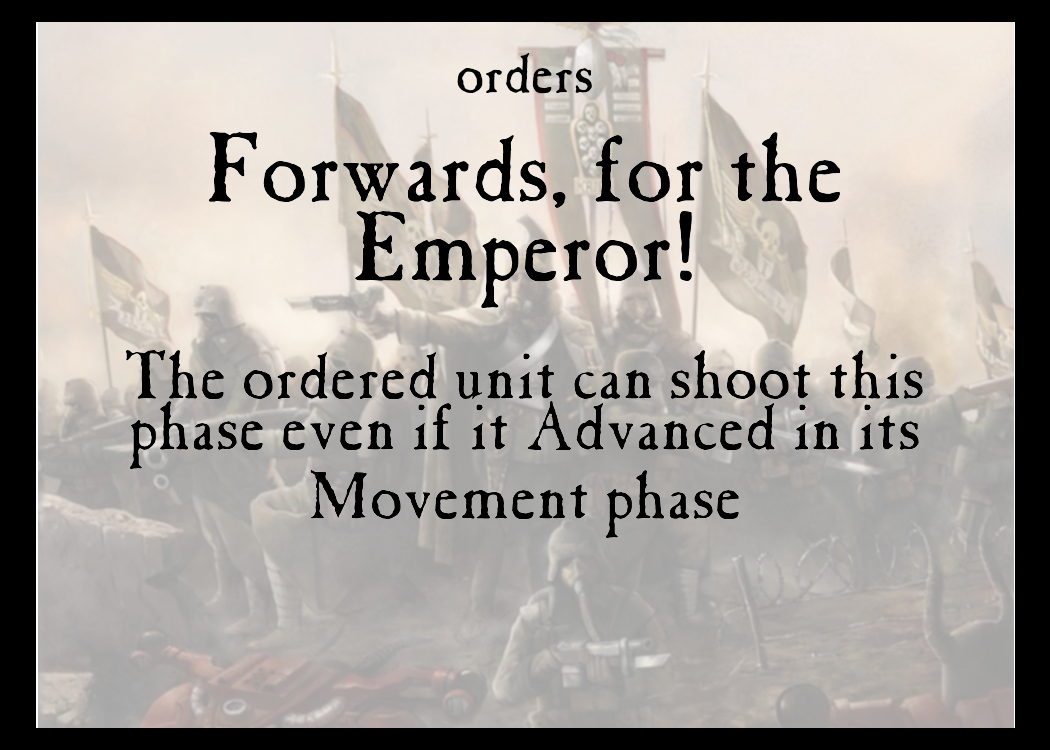 orders
Forwards, for the
Emperor!
The ordered unit can shoot this
phase even if it Advanced in its
Movement phase